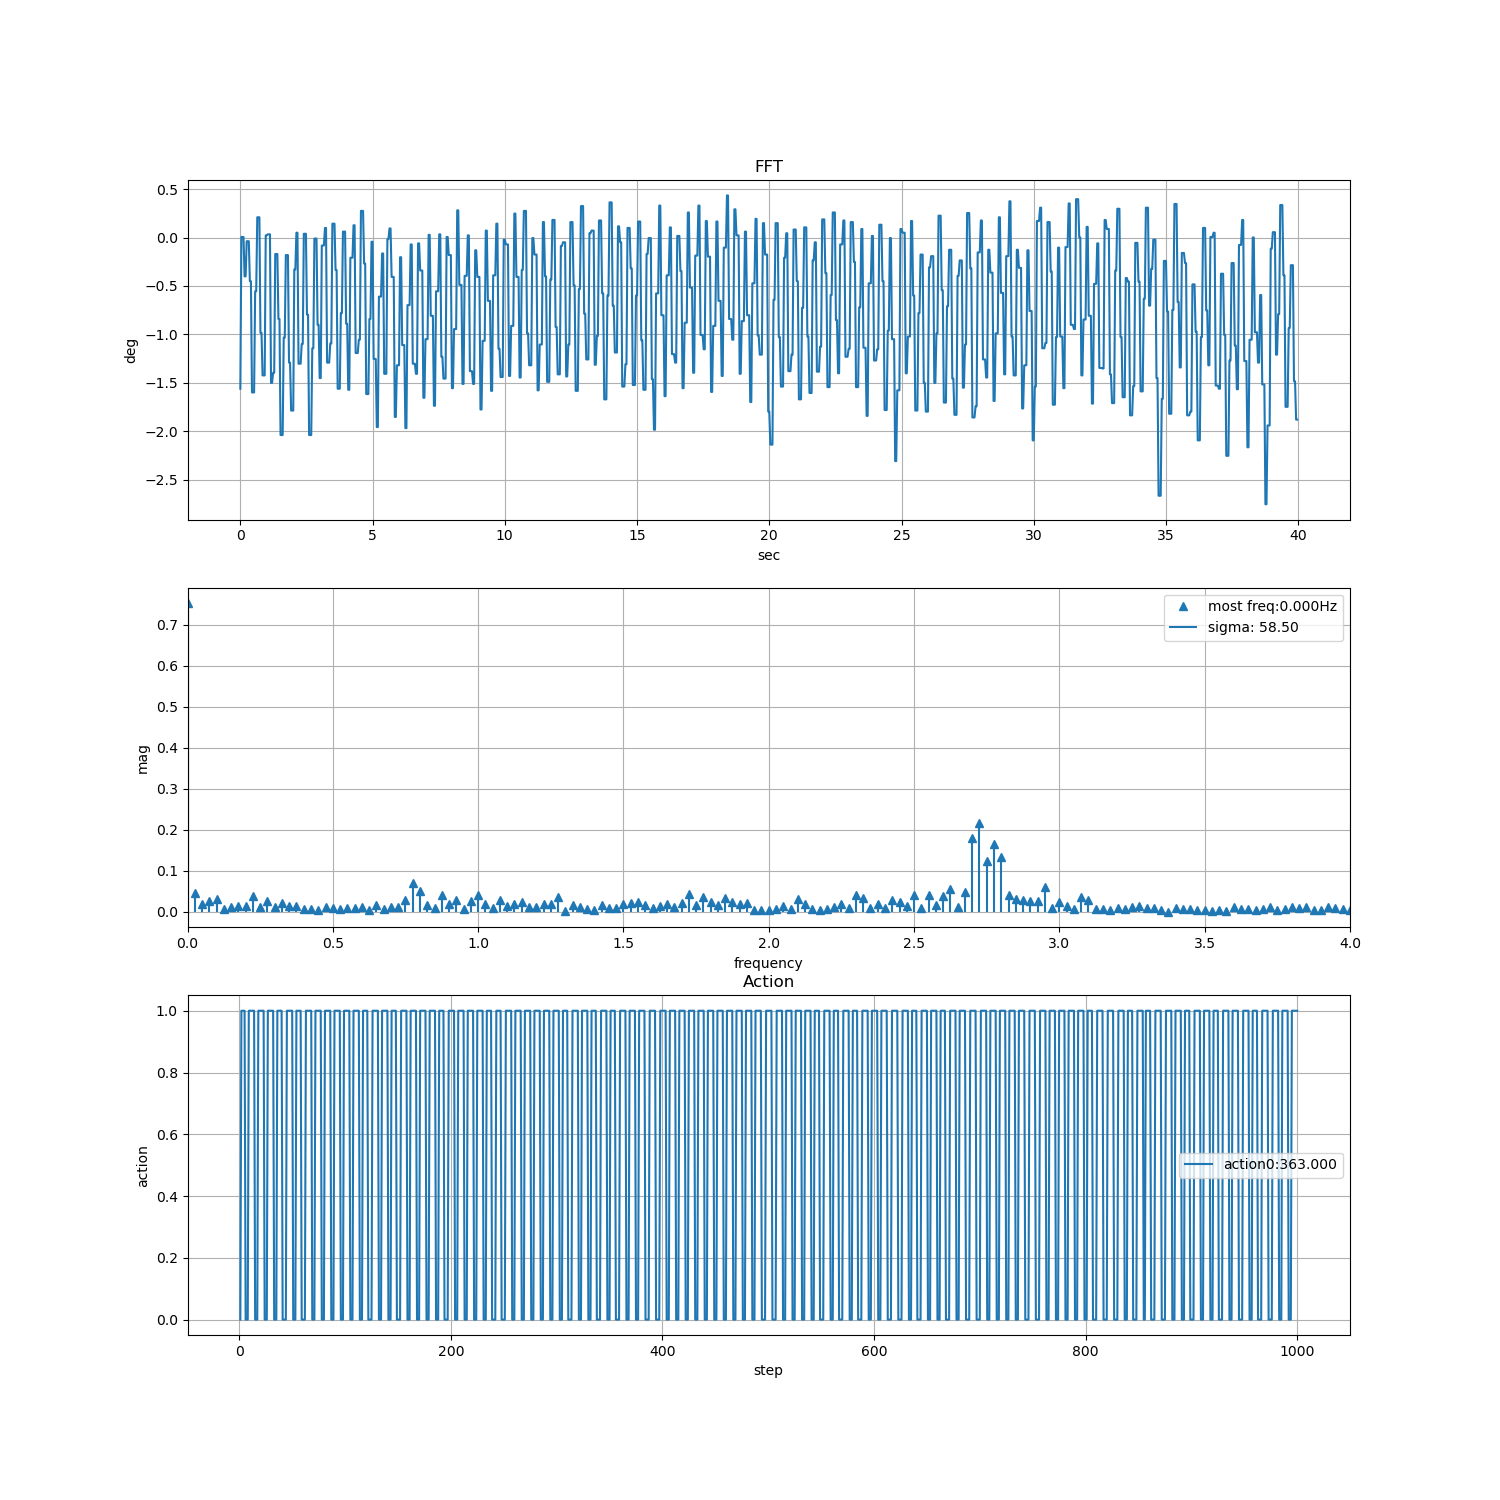 FFT
0.5
0.0
−0.5
−1.0
−1.5
−2.0
−2.5
deg
0 5 10 15 20 25 30 35 40
sec
most freq:0.000Hz
sigma: 58.50
0.7
0.6
0.5
0.4
0.3
0.2
0.1
0.0
mag
0.0 0.5 1.0 1.5 2.0 2.5 3.0 3.5 4.0
frequency
Action
1.0
0.8
0.6
0.4
0.2
0.0
action
action0:363.000
0 200 400 600 800 1000
step